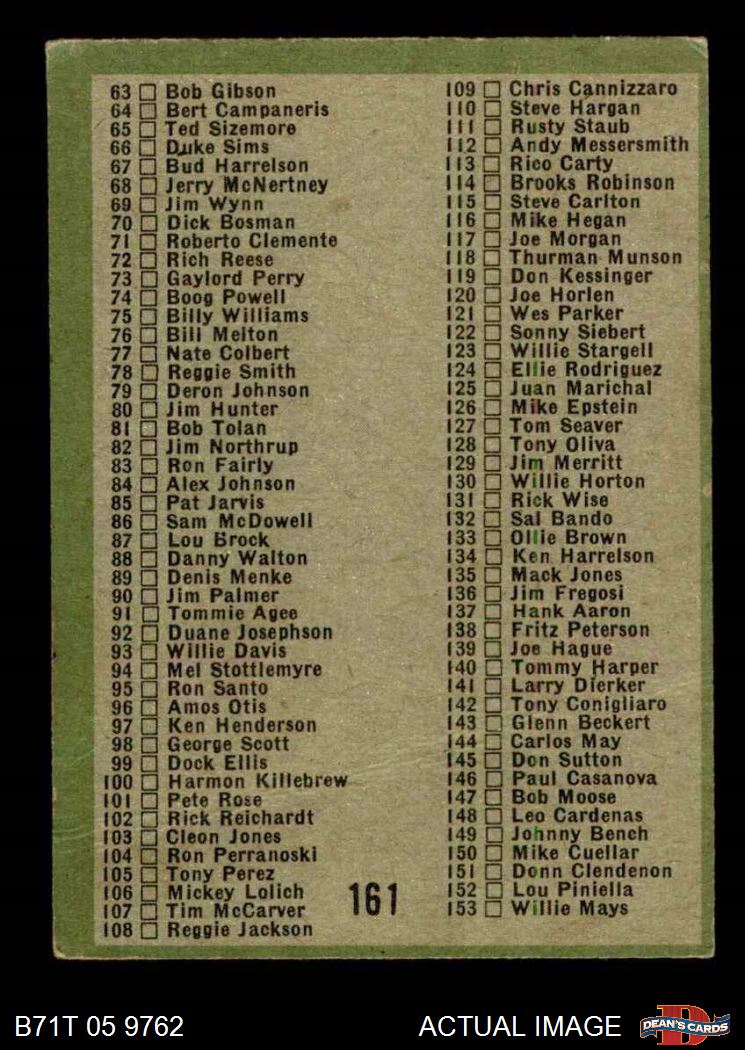 63 Bob Gibson
64 Bert Campaneris
65 Ted Sizemore
66 Duke Sims
67 Bud Harrelson
68 Jerry McNertney
69 Jim Wynn
70 Dick Bosman
71 Roberto Clemente
72 Rich Reese
73 Gaylord Perry
74 Boog Powell
75 Billy Williams
76 Bill Melton
77 Nate Colbert
78 Reggie Smith
79 Deron Johnson
80 Jim Hunter
81 Bob Tolan
82 Jim Northrup
83 Ron Fairly
84 Alex Johnson
85 Pat Jarvis
86 Sam McDowell
87 Lou Brock
88 Danny Walton
89 Denis Menke
90 Jim Palmer
91 Tommie Agee
92 Duane Josephson
93 Willie Davis
94 Mel Stottlemyre
95 Ron Santo
96 Amos Otis
97 Ken Henderson
98 George Scott
99 Dock Ellis
100 Harmon Killebrew
101 Pete Rose
102 Rick Reichardt
103 Cleon Jones
104 Ron Perranoski
105 Tony Perez
106 Mickey Lolich
107 Tim McCarver
108 Reggie Jackson
161
109 Chris Cannizzaro
110 Steve Hargan
111 Rusty Staub
112 Andy Messersmith
113 Rico Carty
114 Brooks Robinson
115 Steve Carlton
116 Mike Hegan
117 Joe Morgan
118 Thurman Munson
119 Don Kessinger
120 Joe Horlen
121 Wes Parker
122 Sonny Siebert
123 Willie Stargell
124 Ellie Rodriguez
125 Juan Marichal
126 Mike Epstein
127 Tom Seaver
128 Tony Oliva
129 Jim Merritt
130 Willie Horton
131 Rick Wise
132 Sal Bando
133 Ollie Brown
134 Ken Harrelson
135 Mack Jones
136 Jim Fregosi
137 Hank Aaron
138 Fritz Peterson
139 Joe Hague
140 Tommy Harper
141 Larry Dierker
142 Tony Conigliaro
143 Glenn Beckert
144 Carlos May
145 Don Sutton
146 Paul Casanova
147 Bob Moose
148 Leo Cardenas
149 Johnny Bench
150 Mike Cuellar
151 Donn Clendenon
152 Lou Piniella
153 Willie Mays
B71T 05 9762
ACTUAL IMAGE
D
DEAN'S CARDS